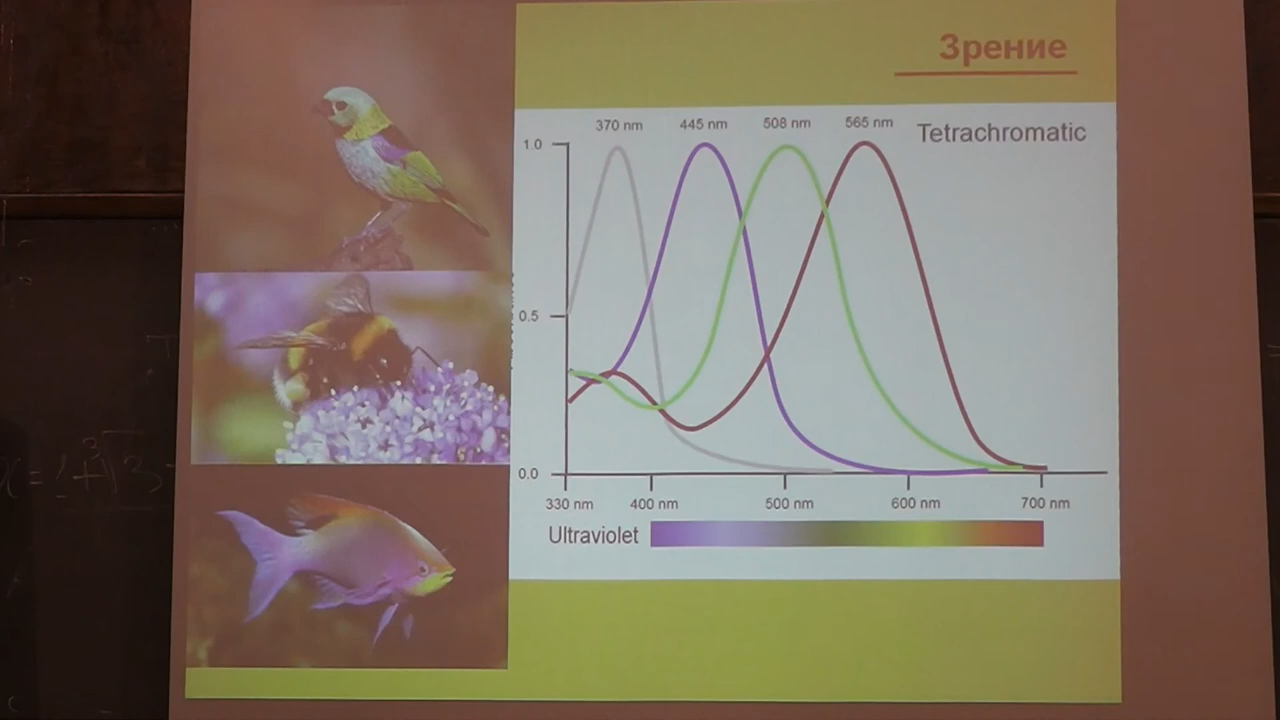 Зрение
370 nm 445 nm 508 nm 565 nm
Tetrachromatic
1.0
0.5
0.0
330 nm 400 nm 500 nm 600 nm 700 nm
Ultraviolet